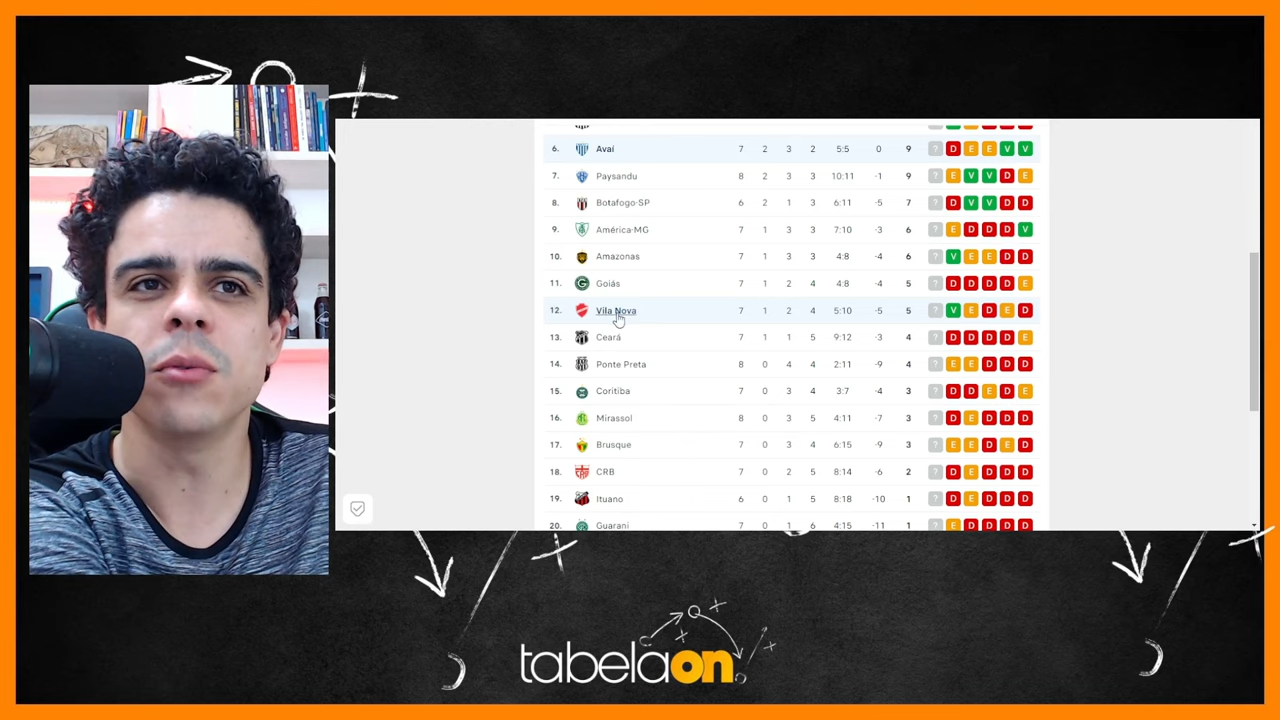 ? V E D D D
6. Avaí 7 2 3 2 5:5 0 9 ? D E E V V
7. Paysandu 8 2 3 3 10:11 -1 9 ? E V V D E
8. Botafogo-SP 6 2 1 3 6:11 -5 7 ? D V V D D
9. América-MG 7 1 3 3 7:10 -3 6 ? E D D D V
10. Amazonas 7 1 3 3 4:8 -4 6 ? V E E D D
11. Goiás 7 1 2 4 4:8 -4 5 ? D D D D E
12. Vila Nova 7 1 2 4 5:10 -5 5 ? V E D E D
13. Ceará 7 1 1 5 9:12 -3 4 ? D D D D E
14. Ponte Preta 8 0 4 4 2:11 -9 4 ? E E D D D
15. Coritiba 7 0 3 4 3:7 -4 3 ? D D E D E
16. Mirassol 8 0 3 5 4:11 -7 3 ? D E D D D
17. Brusque 7 0 3 4 6:15 -9 3 ? E E D E D
18. CRB 7 0 2 5 8:14 -6 2 ? D E D D D
19. Ituano 6 0 1 5 8:18 -10 1 ? D E D D D
20. Guarani 7 0 1 6 4:15 -11 1 ? E D D D D
tabelaon